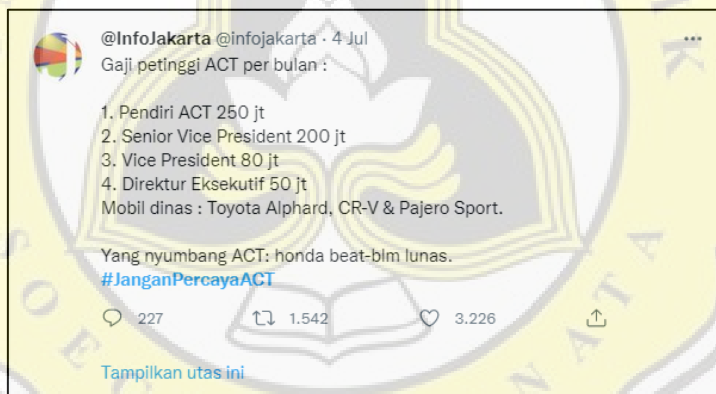 @InfoJakarta @infojakarta · 4 Jul
Gaji petinggi ACT per bulan :
1. Pendiri ACT 250 jt
2. Senior Vice President 200 jt
3. Vice President 80 jt
4. Direktur Eksekutif 50 jt
Mobil dinas : Toyota Alphard, CR-V & Pajero Sport.
Yang nyumbang ACT: honda beat-blm lunas.
#JanganPercayaACT
227 1.542 3.226
Tampilkan utas ini